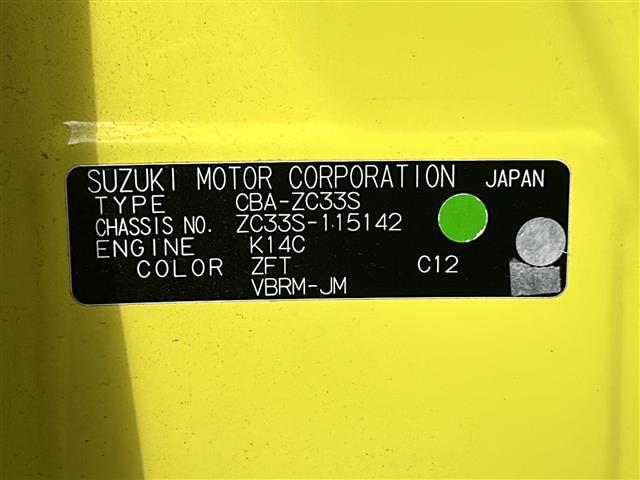 SUZUKI MOTOR CORPORATION JAPAN
TYPE CBA-ZC33S
CHASSIS NO. ZC33S-115142
ENGINE K14C
COLOR ZFT C12
VBRM-JM